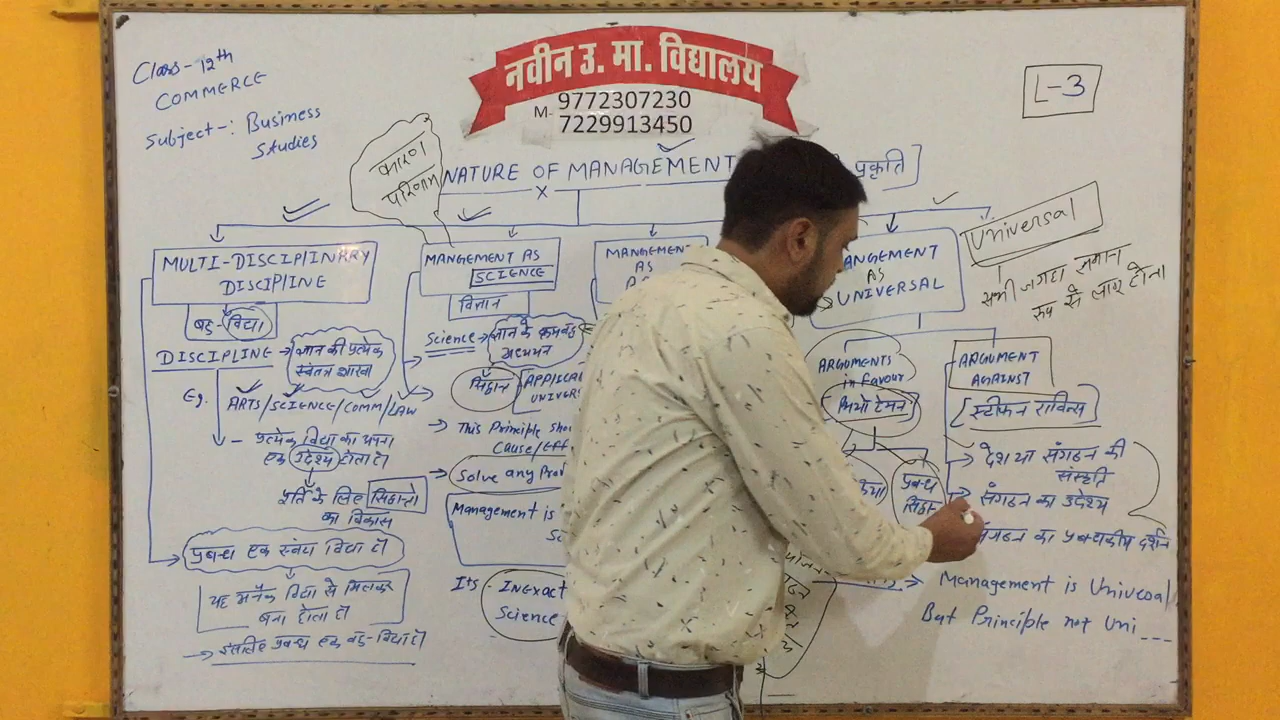 Class-12th
COMMERCE
Subject-: Business
Studies
नवीन उ. मा. विद्यालय
M- 9772307230
7229913450
L-3
कारण
परिणाम
NATURE OF MANAGEMENT
प्रकृति]
MULTI-DISCIPLINARY
DISCIPLINE
बहु-विद्या
DISCIPLINE → ज्ञान की प्रत्येक
स्वतंत्र शाखा
Eg. ARTS/SCIENCE/COMM/LAW
- प्रत्येक विद्या का अपना
एक उद्देश्य होता है
प्राप्ति के लिए सिद्धान्तो
का विकास
प्रबन्ध एक स्वतंत्र विद्या है
यह अनेक विद्या से मिलकर
बना होता है
→ इसलिए प्रबन्ध एक बहु-विद्या है
MANGEMENT AS
SCIENCE
विज्ञान
Science → ज्ञान के क्रमबद्ध
अध्ययन
सिद्धान्त
This Principle
Cause/Eff
Solve any
Management is
Its - Inexact
Science
AS
AS
UNIVERSAL
Universal
सभी जगह समान
रूप से लागू होना
ARGUMENTS
in favour
थियो हेमन
प्रबन्ध
ARGUMENT
AGAINST
[स्टीफन राबिन्स]
→ देश या संगठन की
संस्कृति
→ संगठन का उद्देश्य
का प्रबन्धकीय दर्शन
→ Management is Univeral
But Principle not Uni ---